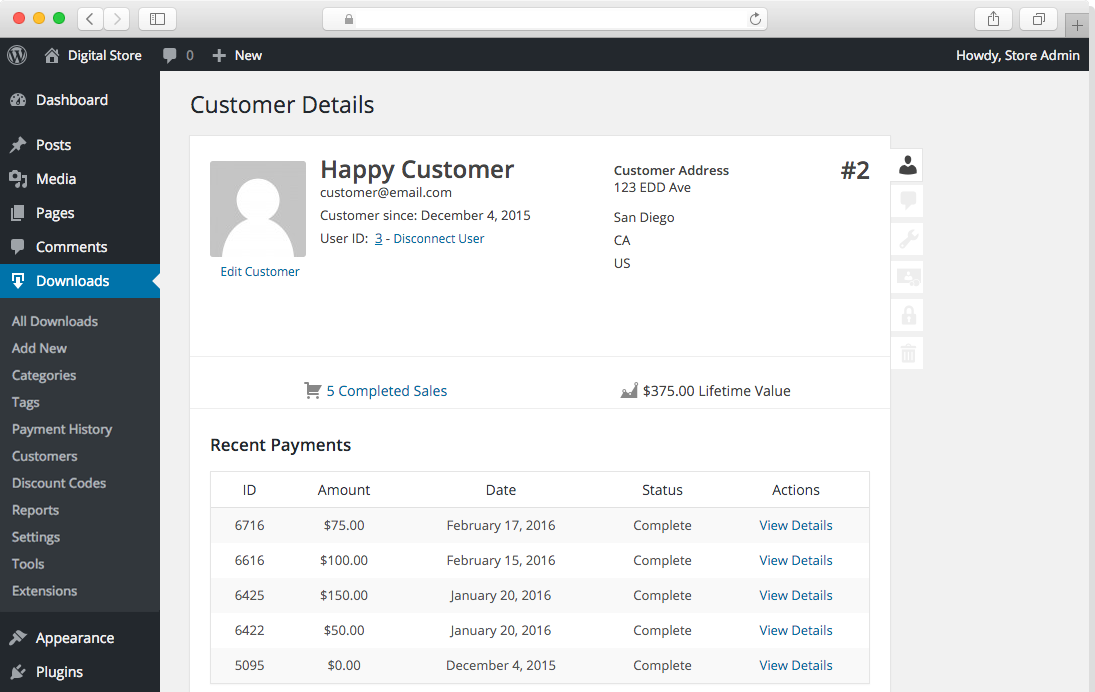 Digital Store 0 New Howdy, Store Admin
Dashboard
Posts
Media
Pages
Comments
Downloads
All Downloads
Add New
Categories
Tags
Payment History
Customers
Discount Codes
Reports
Settings
Tools
Extensions
Appearance
Plugins
Customer Details
Happy Customer
customer@email.com
Customer since: December 4, 2015
User ID: 3 - Disconnect User
Edit Customer
Customer Address
123 EDD Ave
San Diego
CA
US
#2
5 Completed Sales $375.00 Lifetime Value
Recent Payments
ID Amount Date Status Actions
6716 $75.00 February 17, 2016 Complete View Details
6616 $100.00 February 15, 2016 Complete View Details
6425 $150.00 January 20, 2016 Complete View Details
6422 $50.00 January 20, 2016 Complete View Details
5095 $0.00 December 4, 2015 Complete View Details